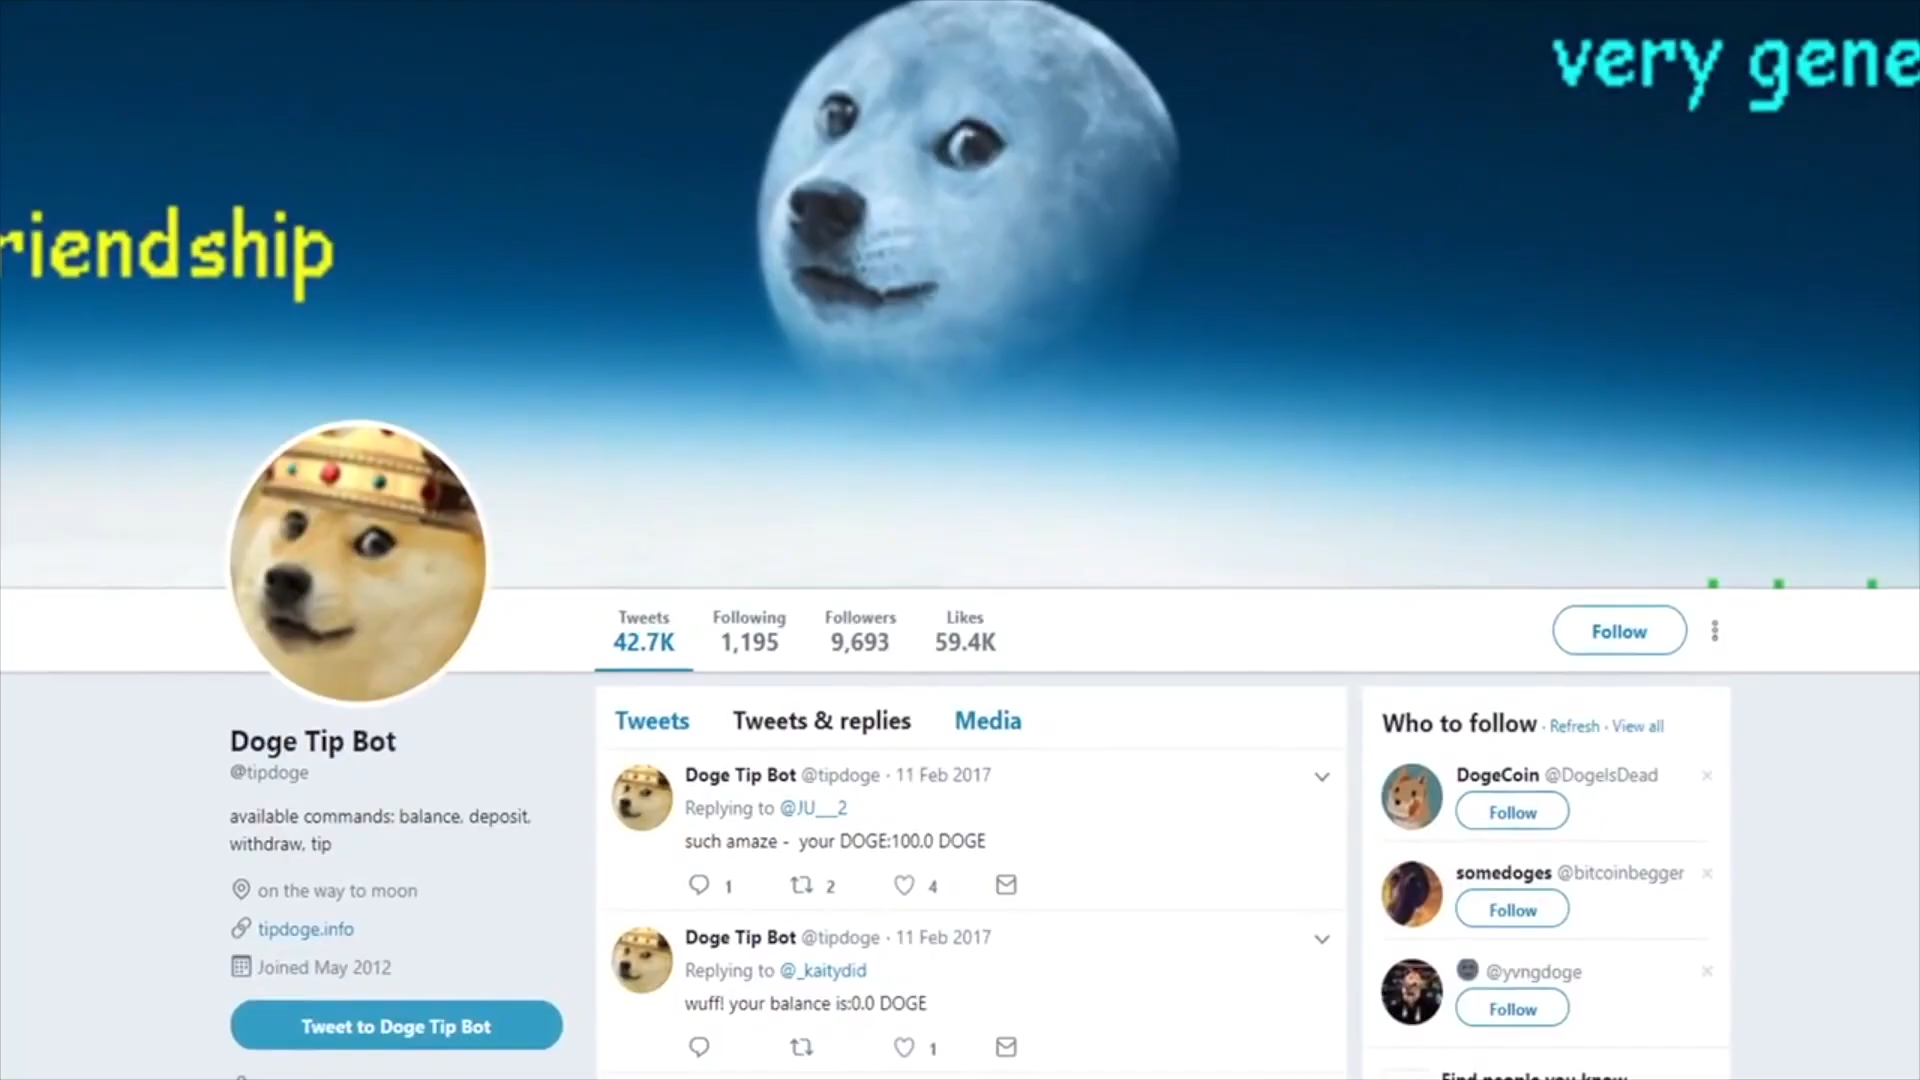 very gene
riendship
Tweets
42.7K
Following
1,195
Followers
9,693
Likes
59.4K
Follow
Doge Tip Bot
@tipdoge
available commands: balance, deposit,
withdraw, tip
on the way to moon
tipdoge.info
Joined May 2012
Tweet to Doge Tip Bot
Tweets Tweets & replies Media
Doge Tip Bot @tipdoge · 11 Feb 2017
Replying to @JU___2
such amaze - your DOGE:100.0 DOGE
1 2 4
Doge Tip Bot @tipdoge · 11 Feb 2017
Replying to @_kaitydid
wuff! your balance is:0.0 DOGE
1
Who to follow · Refresh · View all
DogeCoin @DogeIsDead
Follow
somedoges @bitcoinbegger
Follow
@yvngdoge
Follow
Find people you know